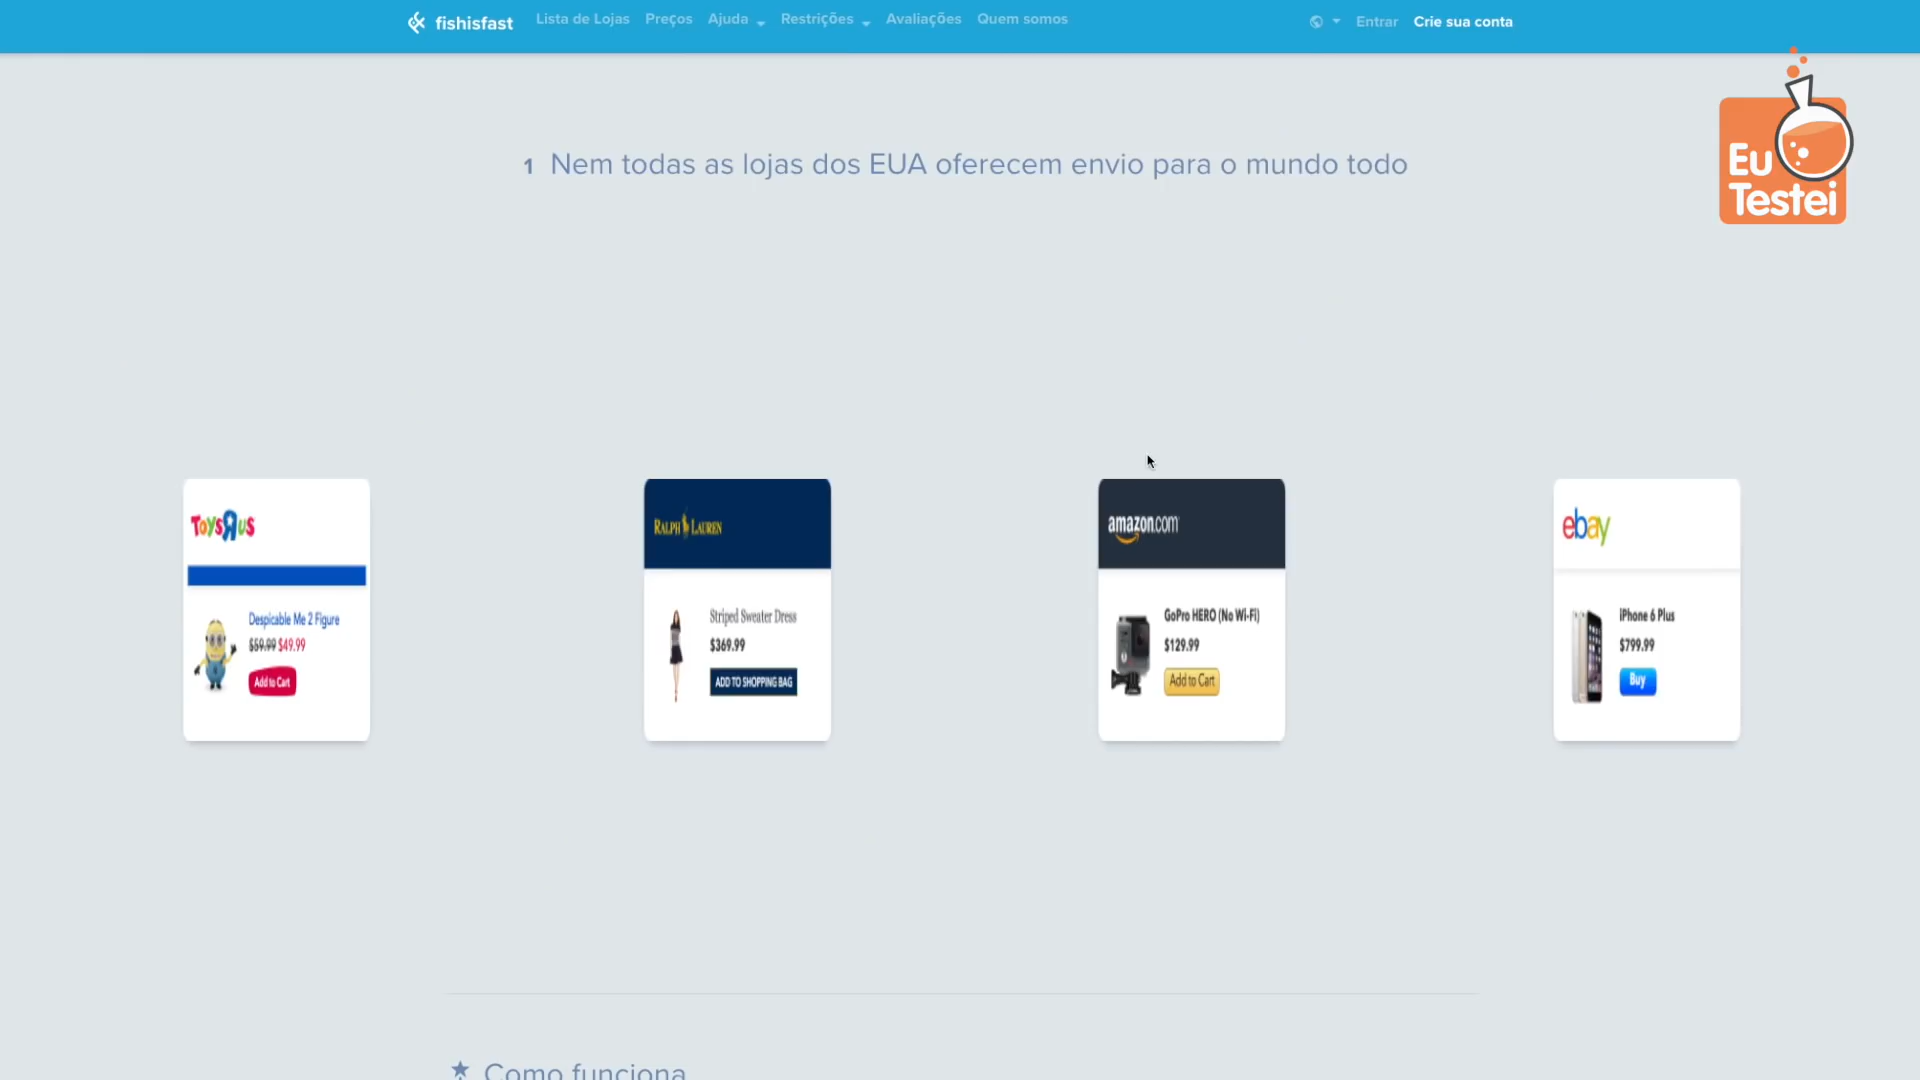 fishisfast Lista de Lojas Preços Ajuda Restrições Avaliações Quem somos Entrar Crie sua conta
Eu
Testei
1 Nem todas as lojas dos EUA oferecem envio para o mundo todo
ToysЯus
Despicable Me 2 Figure
$59.99 $49.99
Add to Cart
RALPH LAUREN
Striped Sweater Dress
$369.99
ADD TO SHOPPING BAG
amazon.com
GoPro HERO (No Wi-Fi)
$129.99
Add to Cart
ebay
iPhone 6 Plus
$799.99
Buy
Como funciona